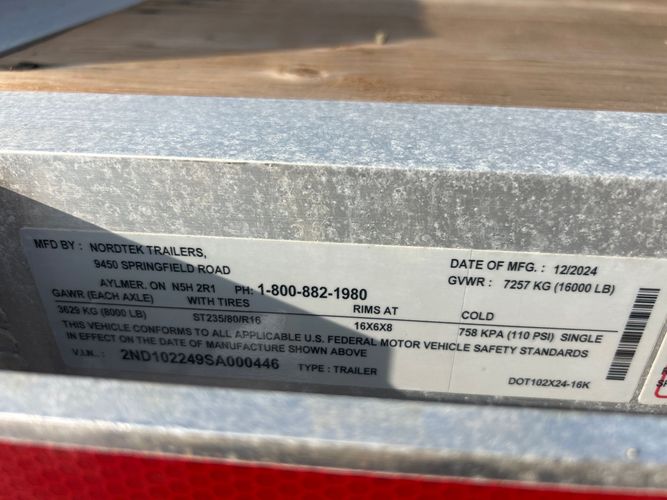 MFD BY : NORDTEK TRAILERS,
9450 SPRINGFIELD ROAD
AYLMER. ON N5H 2R1 PH: 1-800-882-1980
DATE OF MFG. : 12/2024
GVWR : 7257 KG (16000 LB)
GAWR (EACH AXLE) WITH TIRES RIMS AT COLD
3629 KG (8000 LB) ST235/80/R16 16X6X8 758 KPA (110 PSI) SINGLE
THIS VEHICLE CONFORMS TO ALL APPLICABLE U.S. FEDERAL MOTOR VEHICLE SAFETY STANDARDS
IN EFFECT ON THE DATE OF MANUFACTURE SHOWN ABOVE
V.I.N.. : 2ND102249SA000446 TYPE : TRAILER
DOT102X24-16K